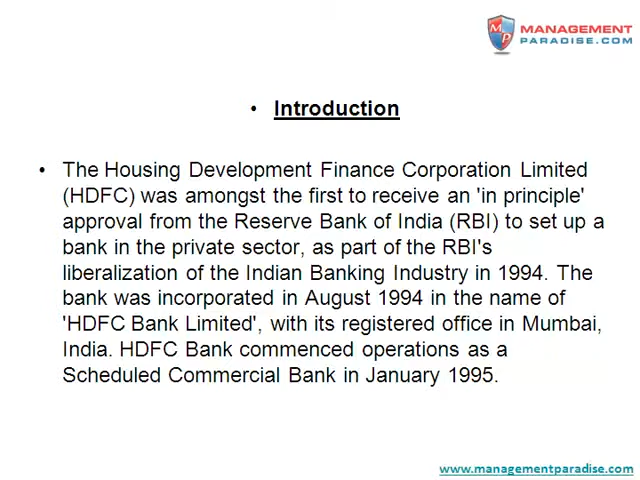 MP MANAGEMENT
PARADISE.COM
• Introduction
• The Housing Development Finance Corporation Limited
(HDFC) was amongst the first to receive an 'in principle'
approval from the Reserve Bank of India (RBI) to set up a
bank in the private sector, as part of the RBI's
liberalization of the Indian Banking Industry in 1994. The
bank was incorporated in August 1994 in the name of
'HDFC Bank Limited', with its registered office in Mumbai,
India. HDFC Bank commenced operations as a
Scheduled Commercial Bank in January 1995.
www.managementparadise.com